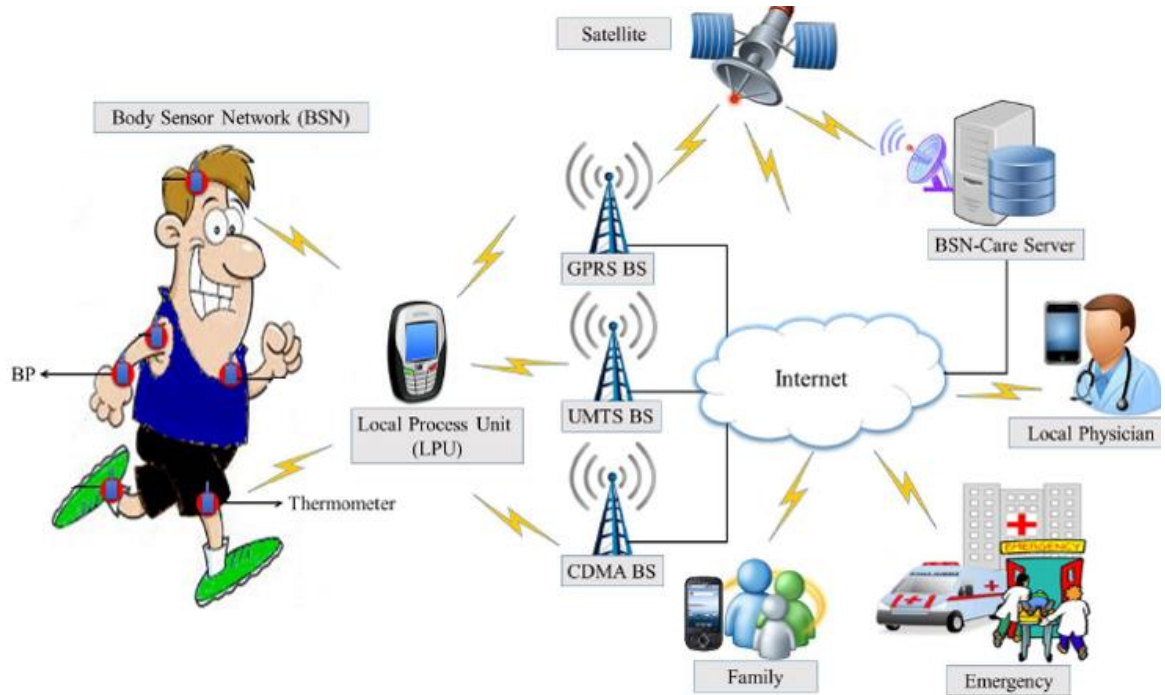 Satellite
Body Sensor Network (BSN)
GPRS BS
BSN-Care Server
BP
Internet
UMTS BS
Local Process Unit
(LPU)
Local Physician
Thermometer
CDMA BS
EMERGENCY
Family
Emergency